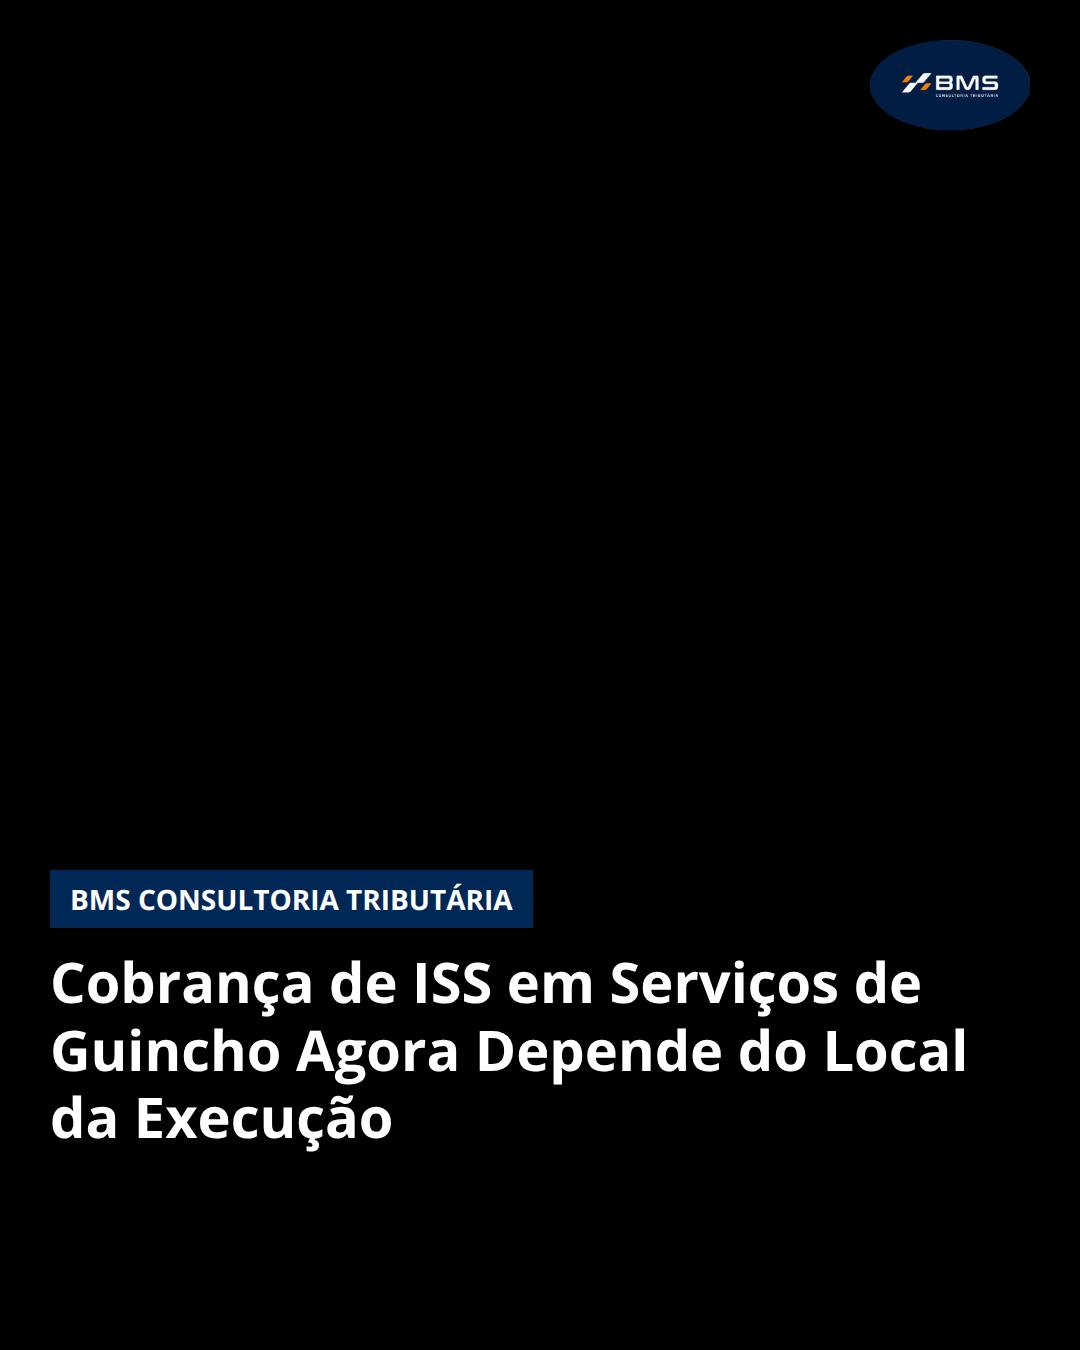 BMS
CONSULTORIA TRIBUTÁRIA
BMS CONSULTORIA TRIBUTÁRIA
Cobrança de ISS em Serviços de
Guincho Agora Depende do Local
da Execução